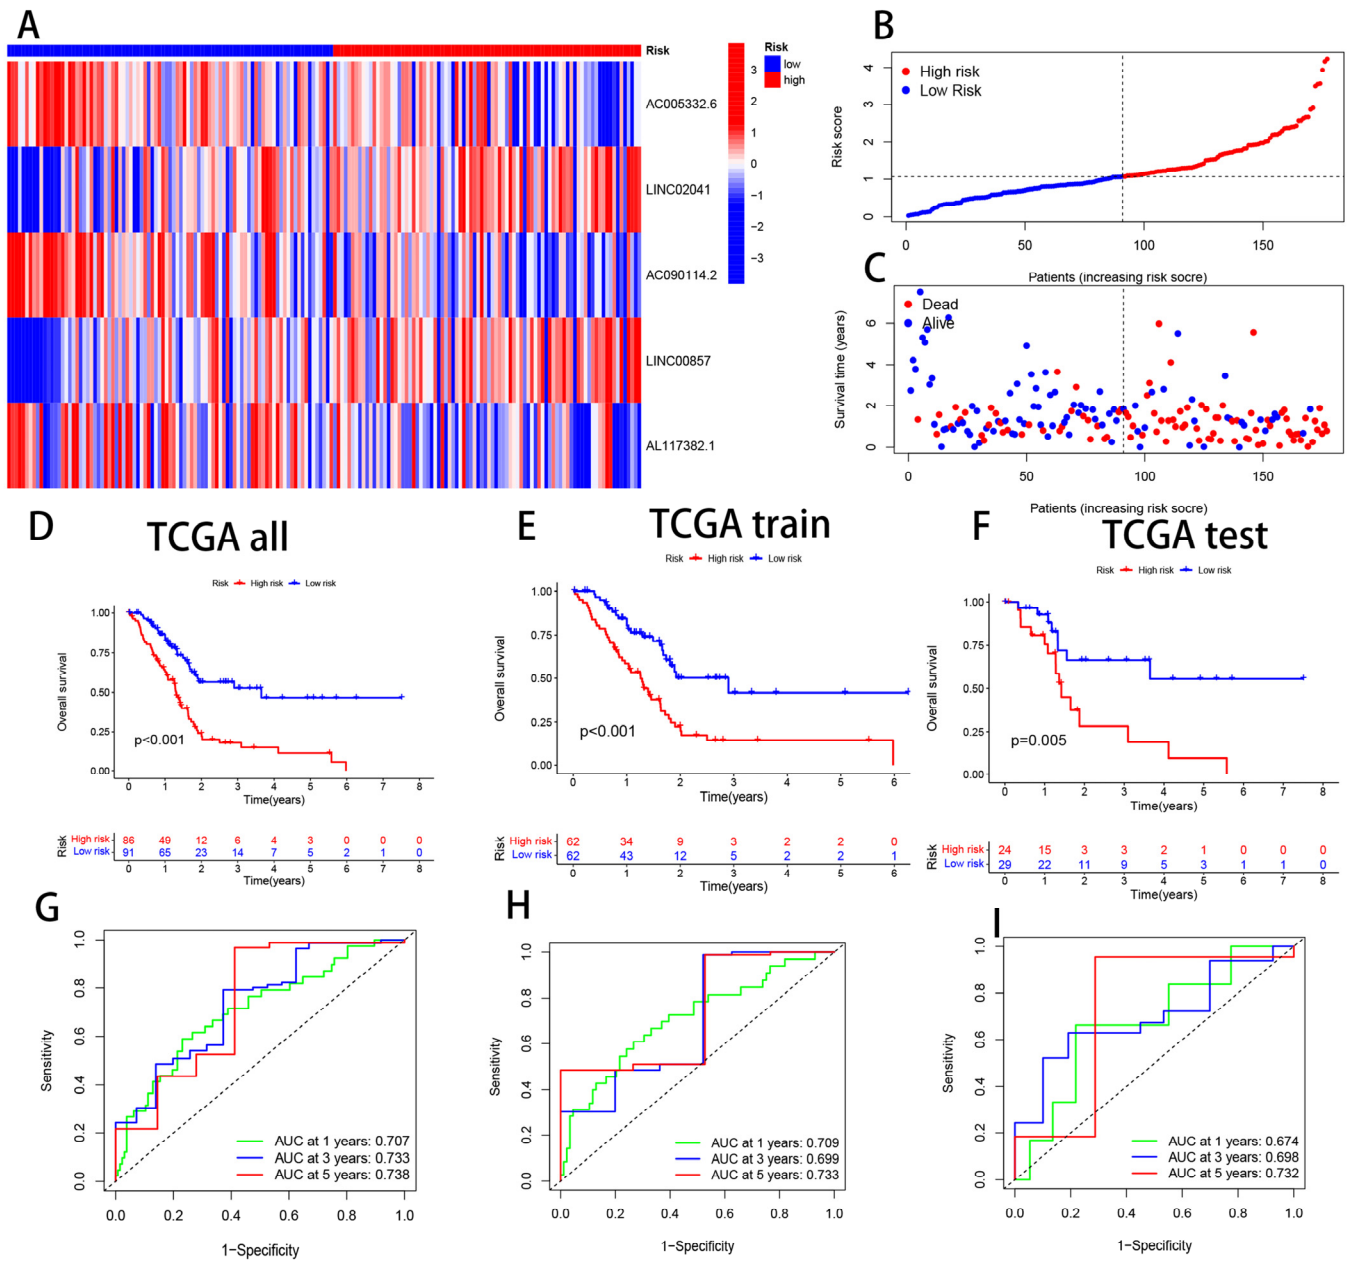 A
Risk
3
2
1
0
−1
−2
−3
Risk
low
high
AC005332.6
LINC02041
AC090114.2
LINC00857
AL117382.1
B
High risk
Low Risk
Risk score
4
3
2
1
0
0 50 100 150
Patients (increasing risk socre)
C
Dead
Alive
Survival time (years)
6
4
2
0
0 50 100 150
Patients (increasing risk socre)
D
TCGA all
Risk High risk Low risk
Overall survival
1.00
0.75
0.50
0.25
0.00
p<0.001
0 1 2 3 4 5 6 7 8
Time(years)
Risk
High risk 86 49 12 6 4 3 0 0 0
Low risk 91 65 23 14 7 5 2 1 0
0 1 2 3 4 5 6 7 8
Time(years)
E
TCGA train
Risk High risk Low risk
Overall survival
1.00
0.75
0.50
0.25
0.00
p<0.001
0 1 2 3 4 5 6
Time(years)
Risk
High risk 62 34 9 3 2 2 0
Low risk 62 43 12 5 2 2 1
0 1 2 3 4 5 6
Time(years)
F
TCGA test
Risk High risk Low risk
Overall survival
1.00
0.75
0.50
0.25
0.00
p=0.005
0 1 2 3 4 5 6 7 8
Time(years)
Risk
High risk 24 15 3 3 2 1 0 0 0
Low risk 29 22 11 9 5 3 1 1 0
0 1 2 3 4 5 6 7 8
Time(years)
G
Sensitivity
1.0
0.8
0.6
0.4
0.2
0.0
AUC at 1 years: 0.707
AUC at 3 years: 0.733
AUC at 5 years: 0.738
0.0 0.2 0.4 0.6 0.8 1.0
1−Specificity
H
Sensitivity
1.0
0.8
0.6
0.4
0.2
0.0
AUC at 1 years: 0.709
AUC at 3 years: 0.699
AUC at 5 years: 0.733
0.0 0.2 0.4 0.6 0.8 1.0
1−Specificity
I
Sensitivity
1.0
0.8
0.6
0.4
0.2
0.0
AUC at 1 years: 0.674
AUC at 3 years: 0.698
AUC at 5 years: 0.732
0.0 0.2 0.4 0.6 0.8 1.0
1−Specificity